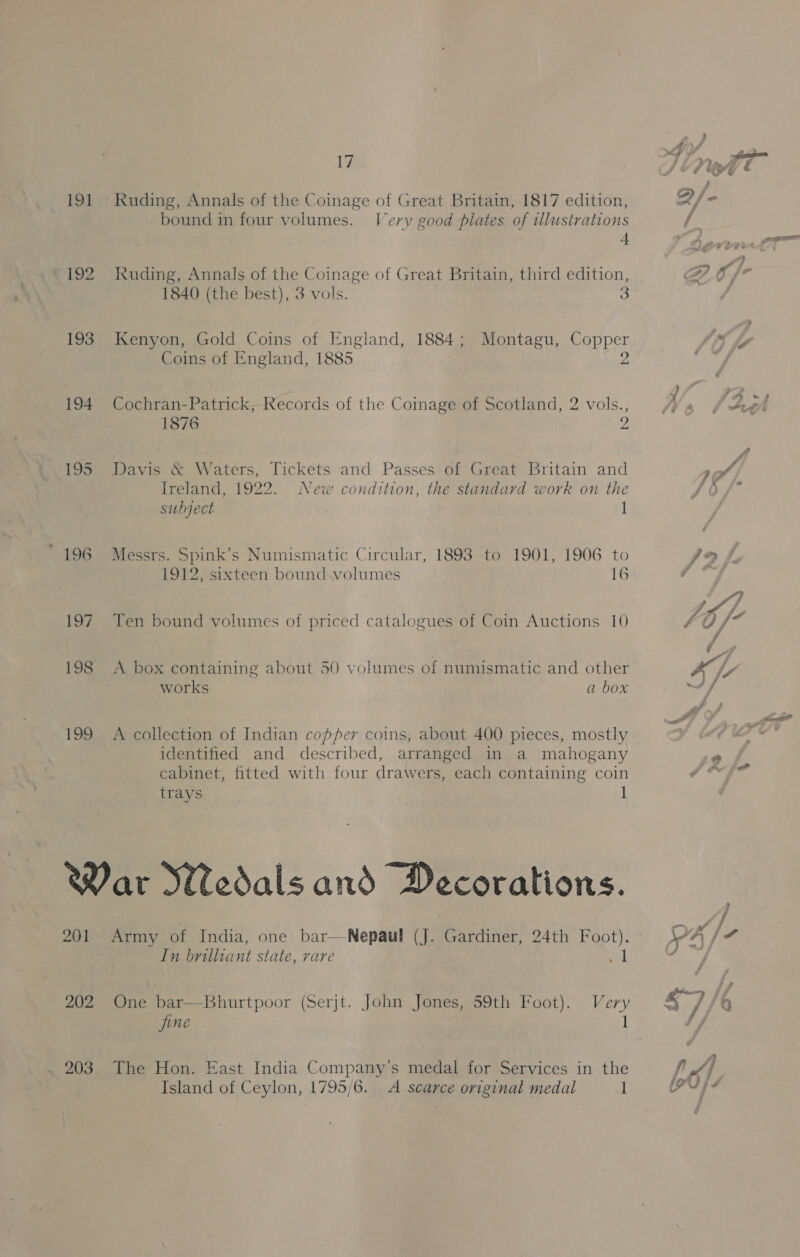 17
191 Ruding, Annals of the Coinage of Great Britain, 1817 edition,
bound in four volumes. Very good plates of illustrations
4
192 Ruding, Annals of the Coinage of Great Britain, third edition,
1840 (the best), 3 vols. 3
193 Kenyon, Gold Coins of England, 1884; Montagu, Copper
Coins of England, 1885 2
194 Cochran-Patrick, Records of the Coinage of Scotland, 2 vols.,
1876 2
195 Davis & Waters, Tickets and Passes of Great Britain and
Ireland, 1922. New condition, the standard work on the
subject 1
196 Messrs. Spink's Numismatic Circular, 1893 to 1901, 1906 to
1912, sixteen bound volumes 16
197 Ten bound volumes of priced catalogues of Coin Auctions 10
198 A box containing about 50 volumes of numismatic and other
works a box
199 A collection of Indian copper coins, about 400 pieces, mostly
identified and described, arranged in a mahogany
cabinet, fitted with four drawers, each containing coin
trays 1
War Medals and Decorations.
201 Army of India, one bar—Nepaul (J. Gardiner, 24th Foot).
In brilliant state, rare 1
202 One bar—Bhurtpoor (Serjt. John Jones, 59th Foot). Very
fine 1
203 The Hon. East India Company's medal for Services in the
Island of Ceylon, 1795/6. A scarce original medal 1